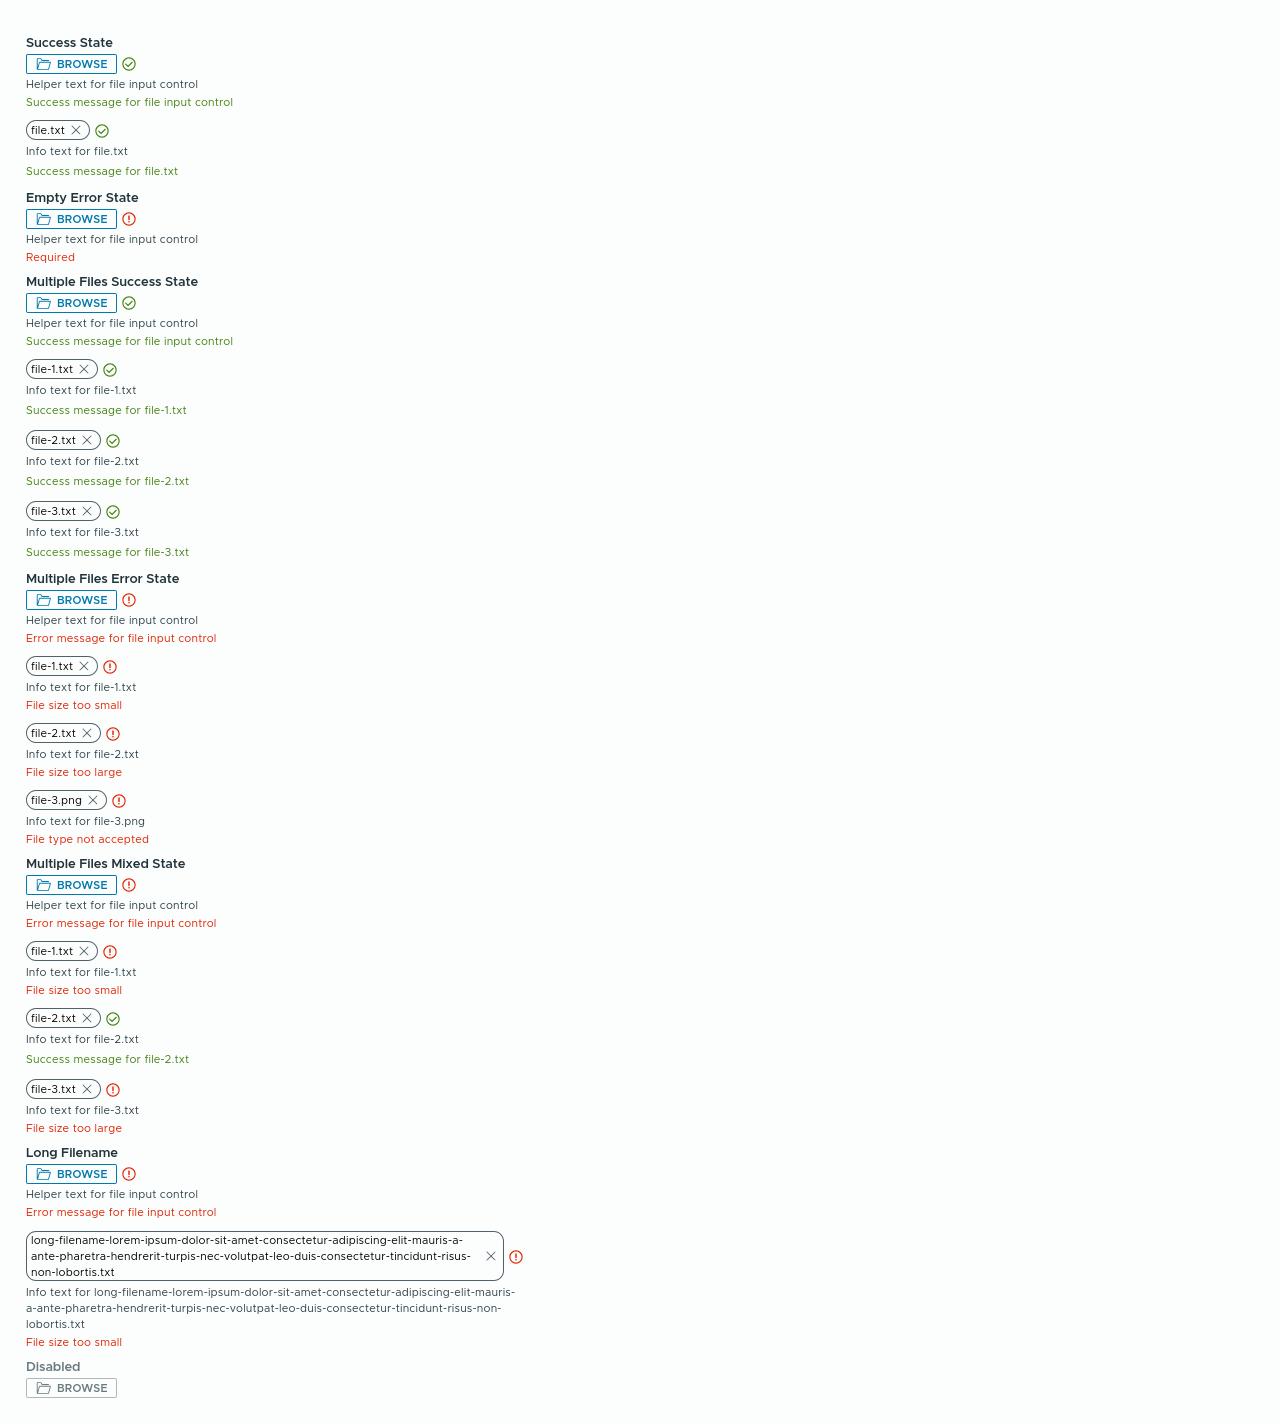 Success State
BROWSE
Helper text for file input control
Success message for file input control
file.txt
Info text for file.txt
Success message for file.txt
Empty Error State
BROWSE
Helper text for file input control
Required
Multiple Files Success State
BROWSE
Helper text for file input control
Success message for file input control
file-1.txt
Info text for file-1.txt
Success message for file-1.txt
file-2.txt
Info text for file-2.txt
Success message for file-2.txt
file-3.txt
Info text for file-3.txt
Success message for file-3.txt
Multiple Files Error State
BROWSE
Helper text for file input control
Error message for file input control
file-1.txt
Info text for file-1.txt
File size too small
file-2.txt
Info text for file-2.txt
File size too large
file-3.png
Info text for file-3.png
File type not accepted
Multiple Files Mixed State
BROWSE
Helper text for file input control
Error message for file input control
file-1.txt
Info text for file-1.txt
File size too small
file-2.txt
Info text for file-2.txt
Success message for file-2.txt
file-3.txt
Info text for file-3.txt
File size too large
Long Filename
BROWSE
Helper text for file input control
Error message for file input control
long-filename-lorem-ipsum-dolor-sit-amet-consectetur-adipiscing-elit-mauris-a-
ante-pharetra-hendrerit-turpis-nec-volutpat-leo-duis-consectetur-tincidunt-risus-
non-lobortis.txt
Info text for long-filename-lorem-ipsum-dolor-sit-amet-consectetur-adipiscing-elit-mauris-
a-ante-pharetra-hendrerit-turpis-nec-volutpat-leo-duis-consectetur-tincidunt-risus-non-
lobortis.txt
File size too small
Disabled
BROWSE